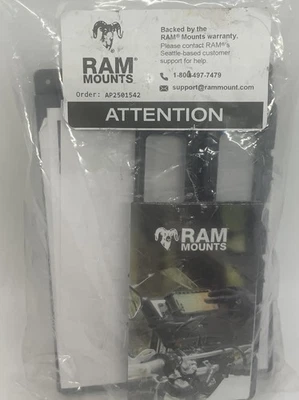 Backed by the
RAM® Mounts warranty.
Please contact RAM®'s
Seattle-based customer
support for help.
RAM®
MOUNTS
1-800-497-7479
support@rammount.com
Order: AP2501542
ATTENTION
RAM®
MOUNTS